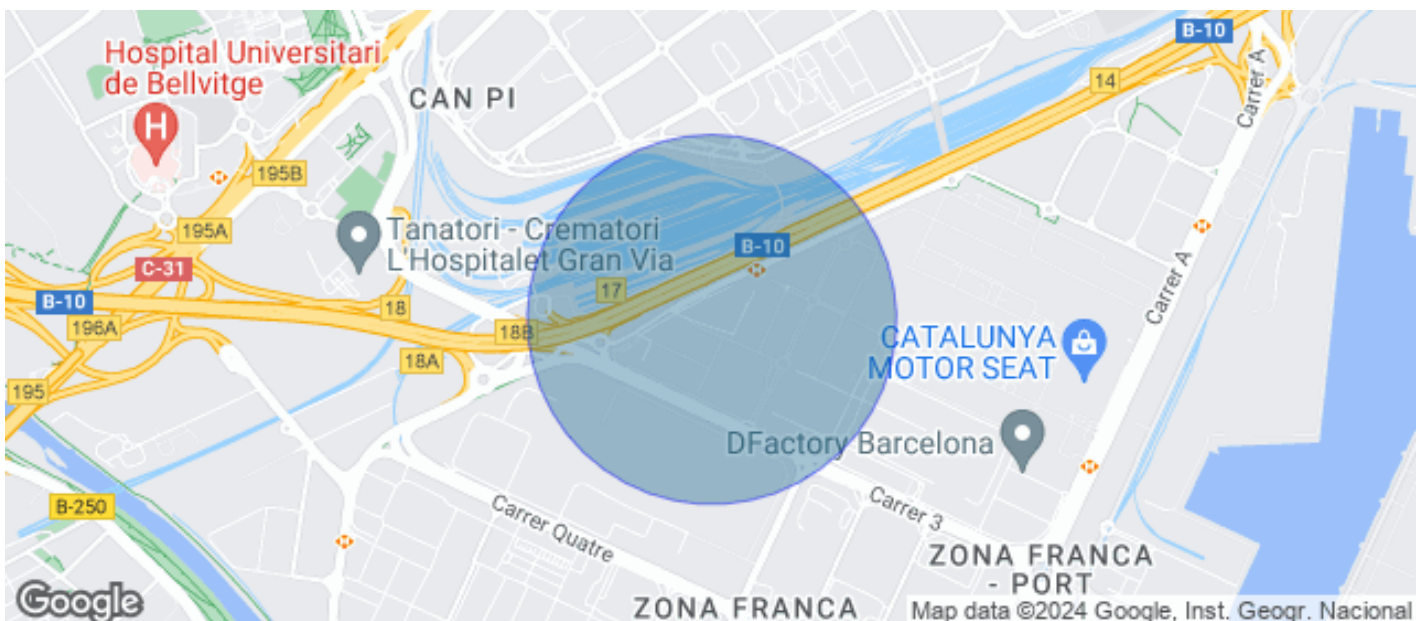 Hospital Universitari
de Bellvitge
H
CAN PI
B-10
14
Carrer A
195B
195A
Tanatori - Crematori
L'Hospitalet Gran Via
C-31
B-10
B-10
17
18
196A
18B
18A
Carrer A
CATALUNYA
MOTOR SEAT
195
DFactory Barcelona
B-250
Carrer Quatre
Carrer 3
ZONA FRANCA
- PORT
ZONA FRANCA
Google
Map data ©2024 Google, Inst. Geogr. Nacional